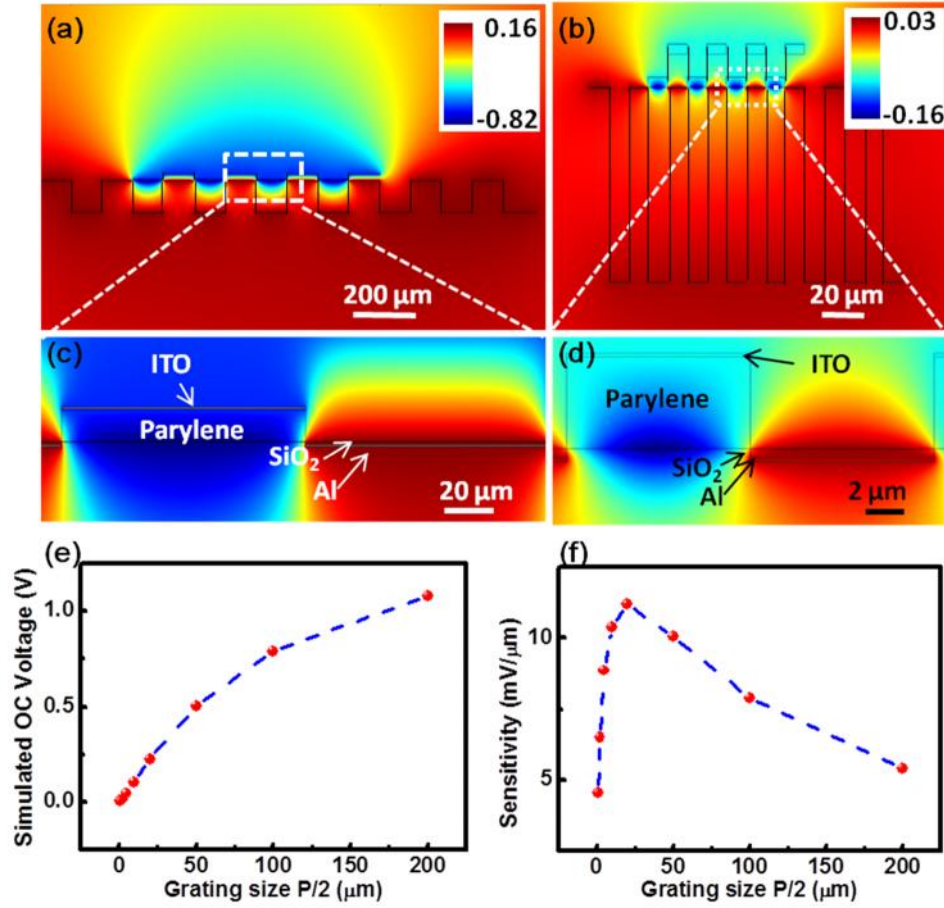 (a)
0.16
-0.82
200 μm
(b)
0.03
-0.16
20 μm
(c)
ITO
Parylene
SiO₂
Al
20 μm
(d)
ITO
Parylene
SiO₂
Al
2 μm
(e)
Simulated OC Voltage (V)
1.0
0.5
0.0
0 50 100 150 200
Grating size P/2 (μm)
(f)
Sensitivity (mV/μm)
10
5
0 50 100 150 200
Grating size P/2 (μm)